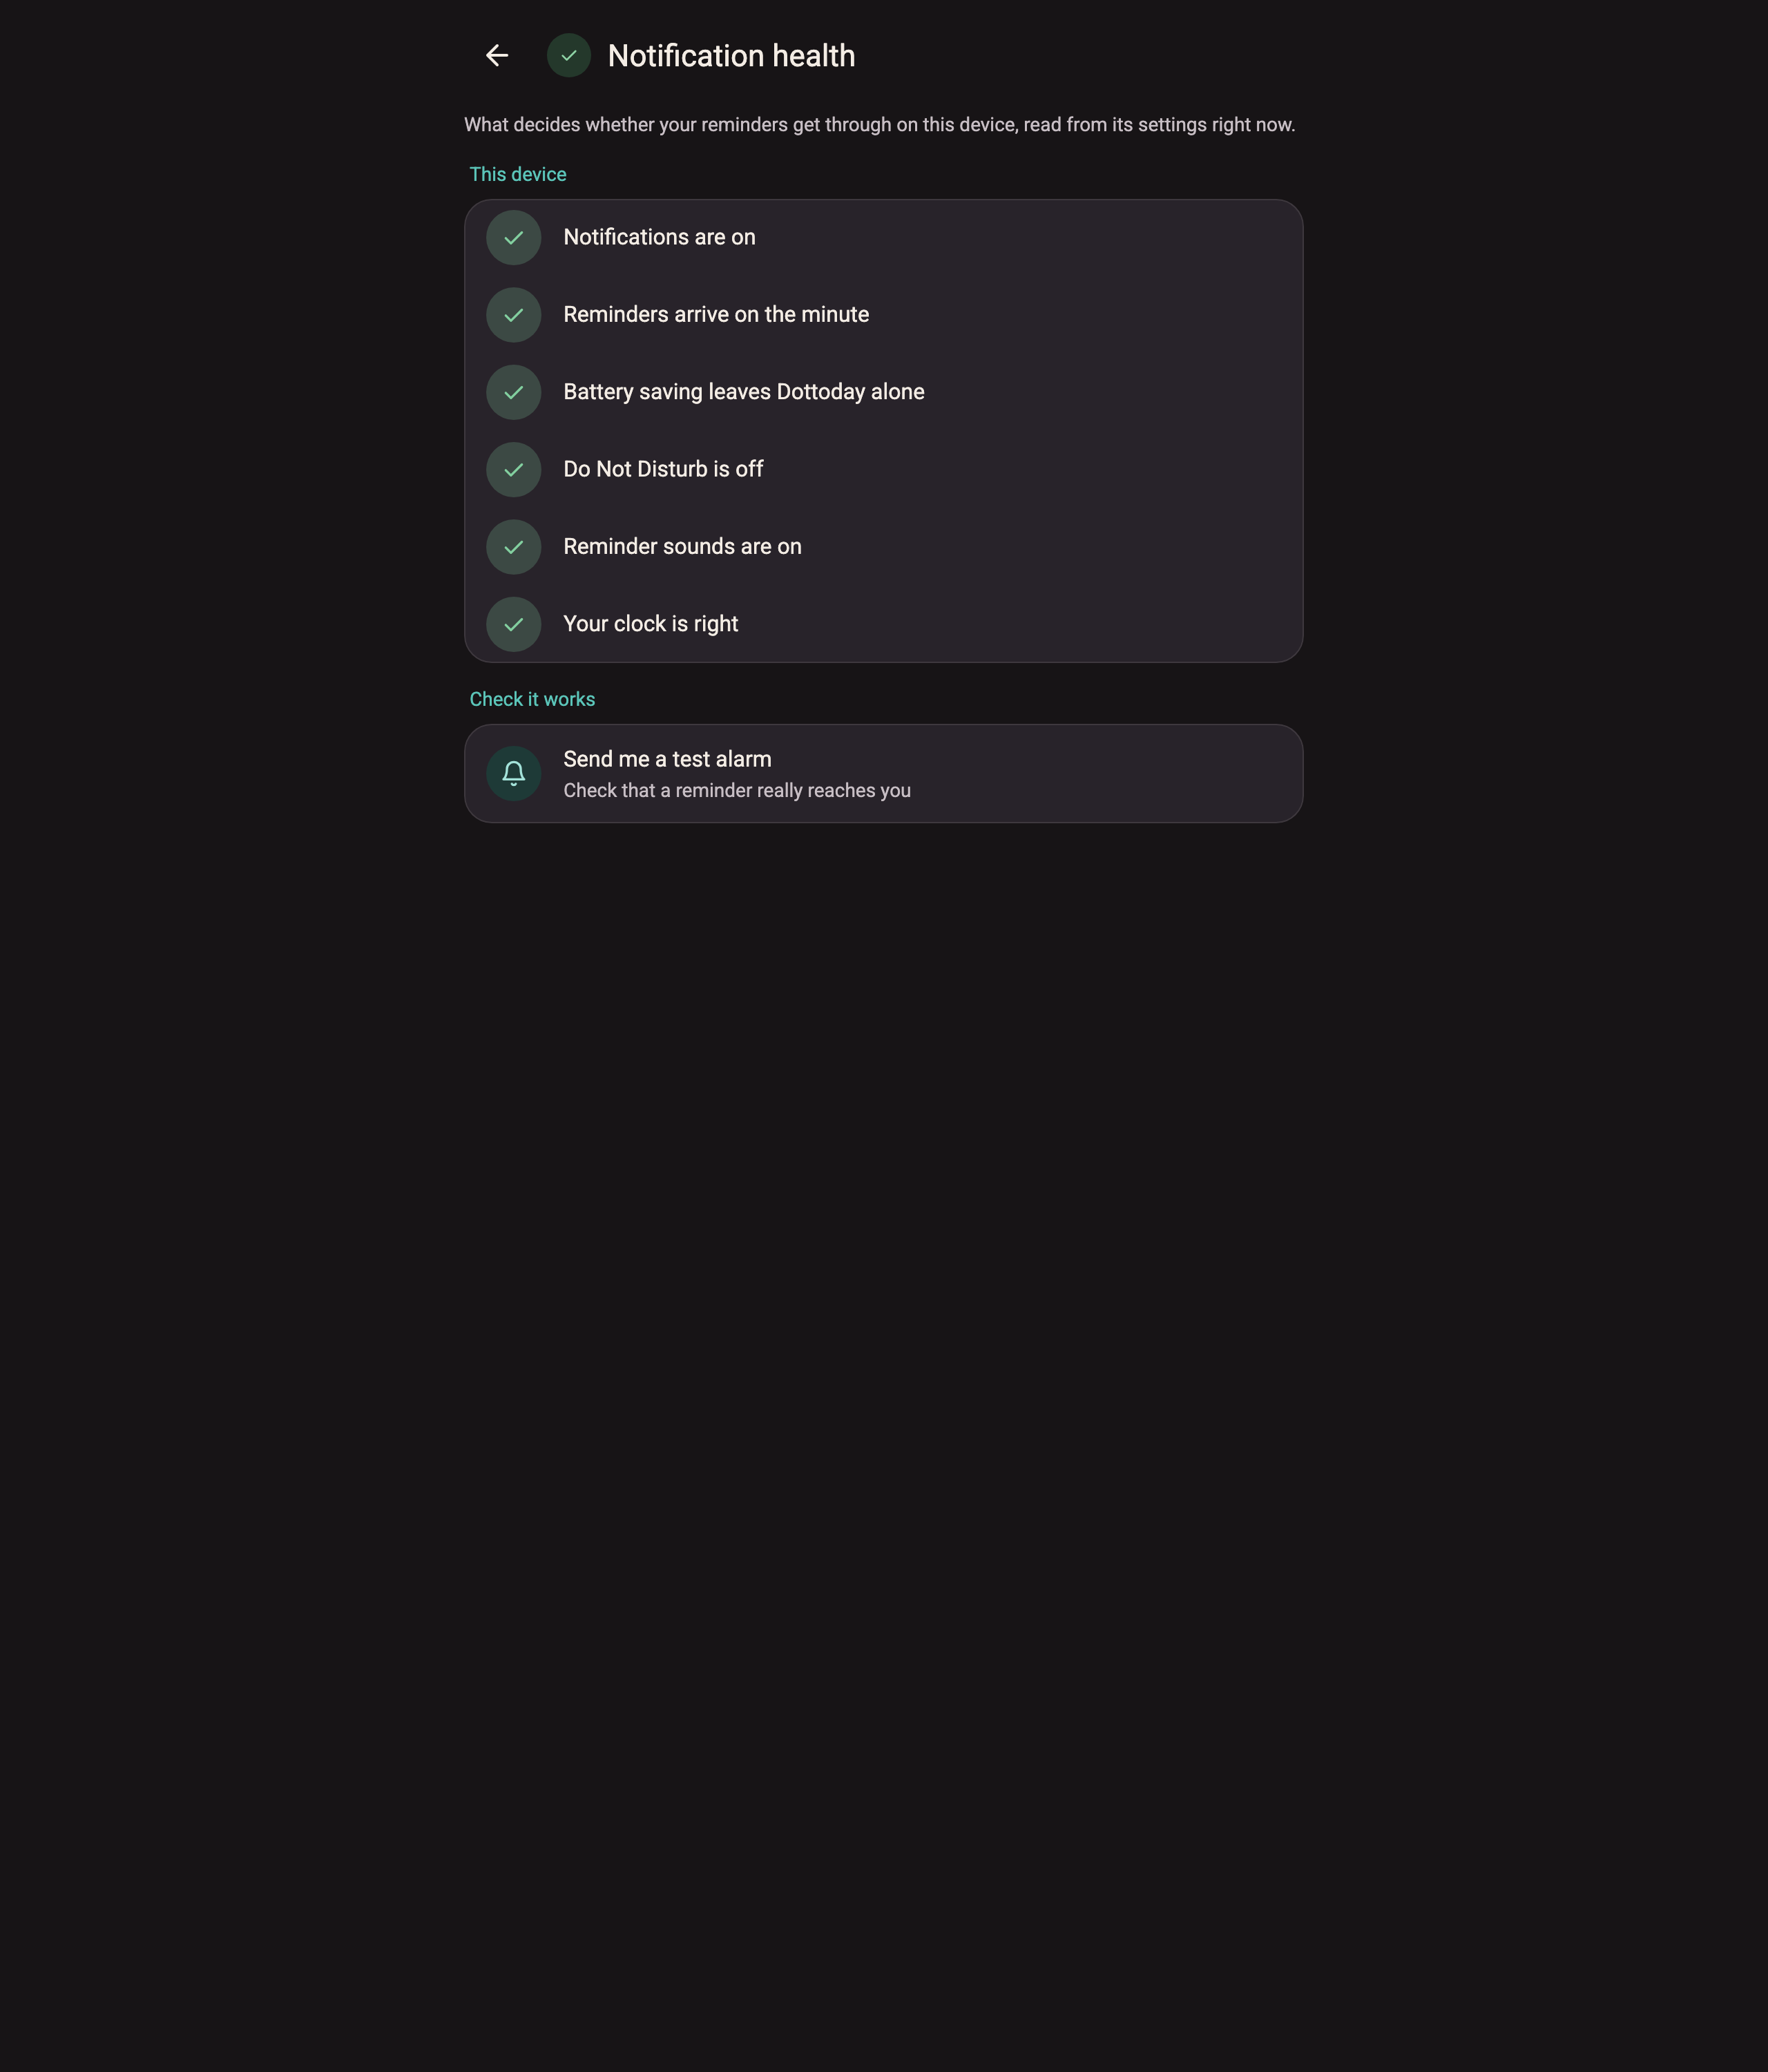 Notification health
What decides whether your reminders get through on this device, read from its settings right now.
This device
Notifications are on
Reminders arrive on the minute
Battery saving leaves Dottoday alone
Do Not Disturb is off
Reminder sounds are on
Your clock is right
Check it works
Send me a test alarm
Check that a reminder really reaches you